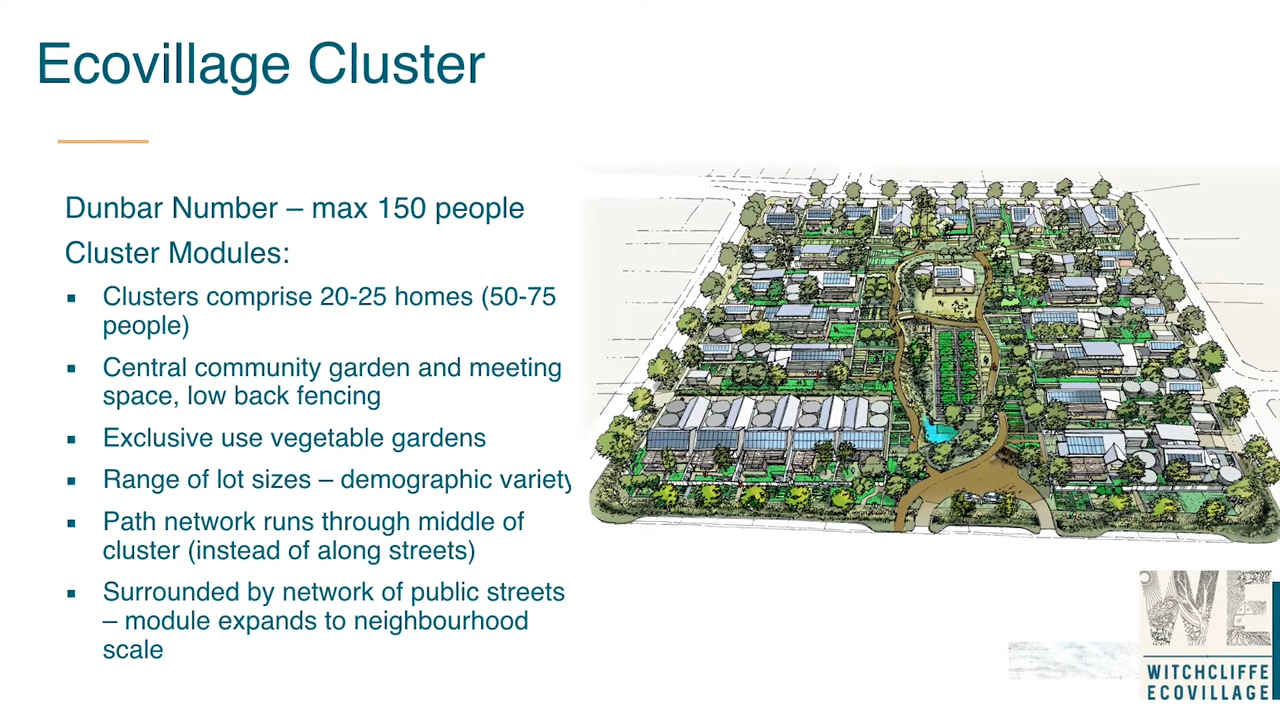 Ecovillage Cluster
Dunbar Number – max 150 people
Cluster Modules:
▪ Clusters comprise 20-25 homes (50-75
people)
▪ Central community garden and meeting
space, low back fencing
▪ Exclusive use vegetable gardens
▪ Range of lot sizes – demographic variety
▪ Path network runs through middle of
cluster (instead of along streets)
▪ Surrounded by network of public streets
– module expands to neighbourhood
scale
WE
WITCHCLIFFE
ECOVILLAGE